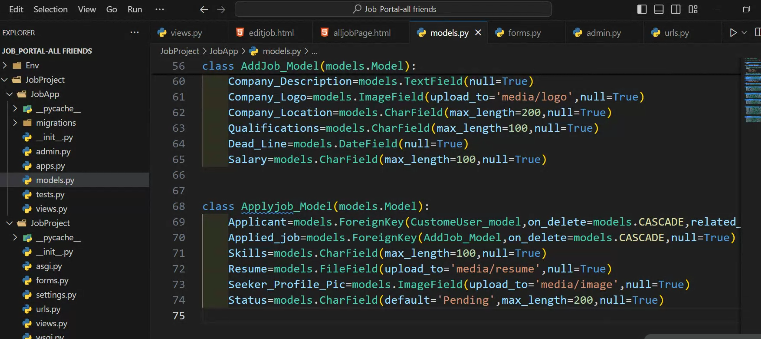 Edit Selection View Go Run ··· ← → Job Portal-all friends
EXPLORER ··· views.py editjob.html alljobPage.html models.py × forms.py admin.py urls.py
JOB_PORTAL-ALL FRIENDS
> Env
JobProject
JobApp
> __pycache__
> migrations
__init__.py
admin.py
apps.py
models.py
tests.py
views.py
JobProject
> __pycache__
__init__.py
asgi.py
forms.py
settings.py
urls.py
views.py
wsgi.py
JobProject > JobApp > models.py > ...
56 class AddJob_Model(models.Model):
60 Company_Description=models.TextField(null=True)
61 Company_Logo=models.ImageField(upload_to='media/logo',null=True)
62 Company_Location=models.CharField(max_length=200,null=True)
63 Qualifications=models.CharField(max_length=100,null=True)
64 Dead_Line=models.DateField(null=True)
65 Salary=models.CharField(max_length=100,null=True)
66
67
68 class Applyjob_Model(models.Model):
69 Applicant=models.ForeignKey(CustomeUser_model,on_delete=models.CASCADE,related_
70 Applied_job=models.ForeignKey(AddJob_Model,on_delete=models.CASCADE,null=True)
71 Skills=models.CharField(max_length=100,null=True)
72 Resume=models.FileField(upload_to='media/resume',null=True)
73 Seeker_Profile_Pic=models.ImageField(upload_to='media/image',null=True)
74 Status=models.CharField(default='Pending',max_length=200,null=True)
75